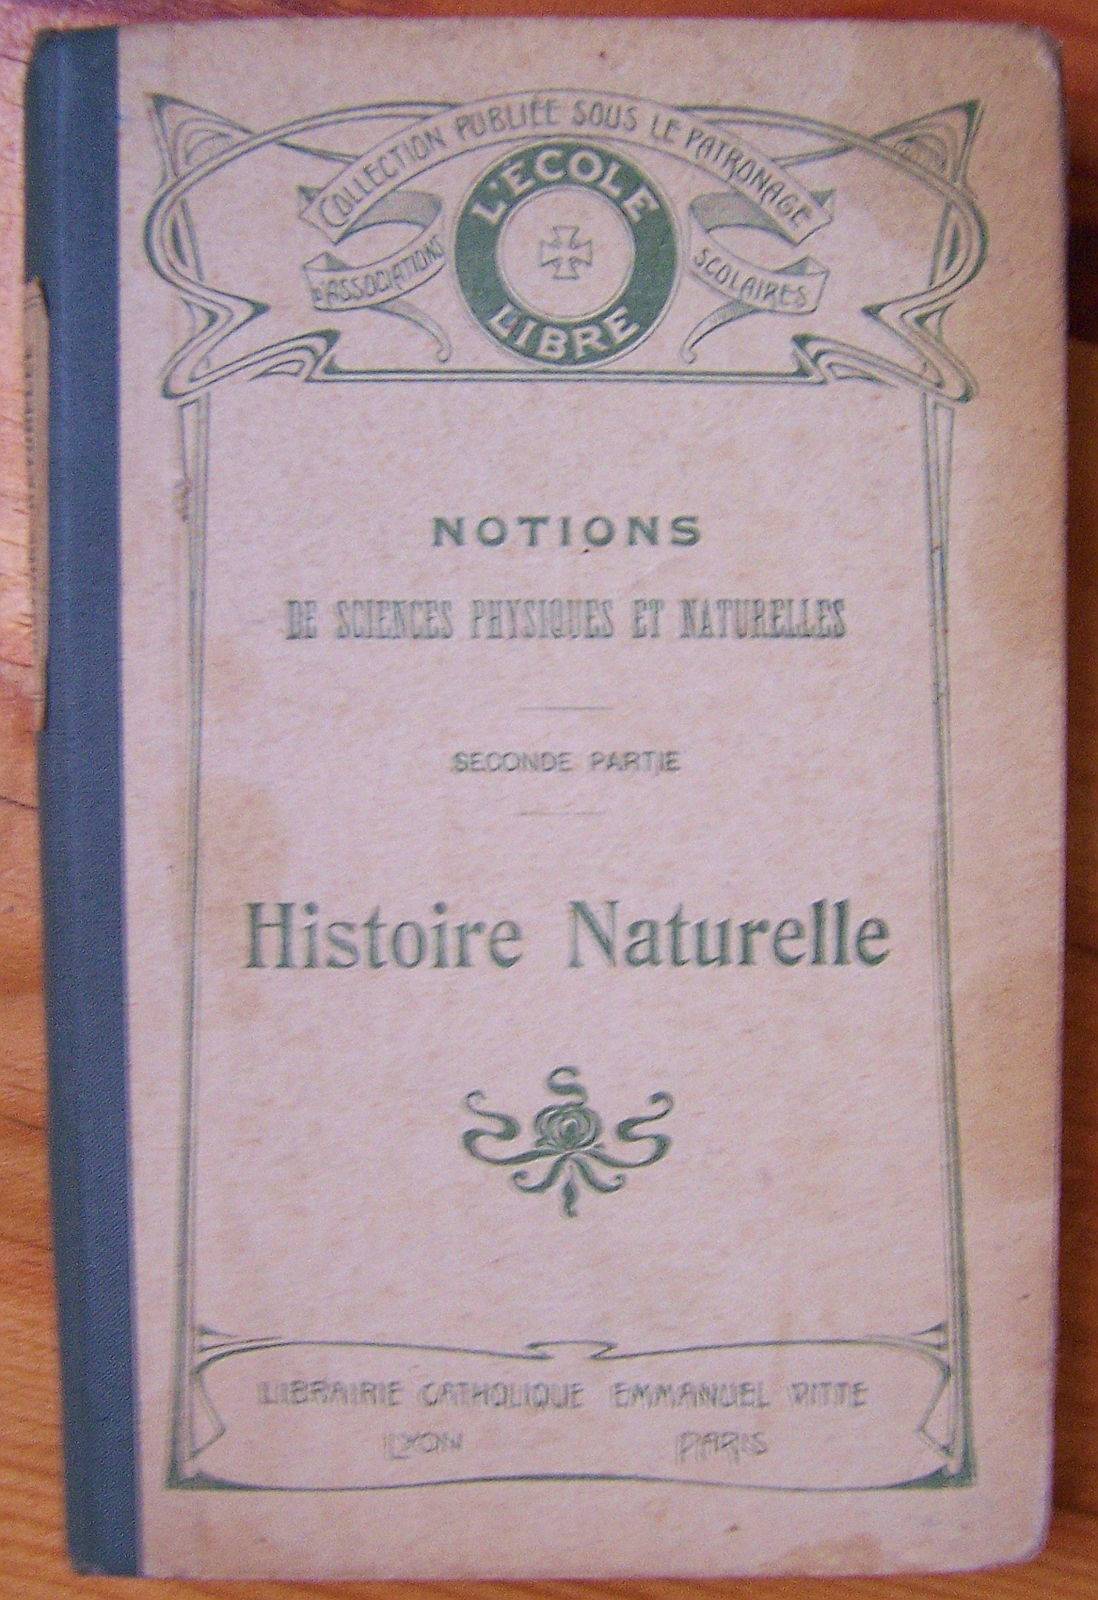 COLLECTION PUBLIÉE SOUS LE PATRONAGE
D'ASSOCIATIONS SCOLAIRES
L'ÉCOLE
LIBRE
NOTIONS
DE SCIENCES PHYSIQUES ET NATURELLES
SECONDE PARTIE
Histoire Naturelle
LIBRAIRIE CATHOLIQUE EMMANUEL VITTE
LYON PARIS